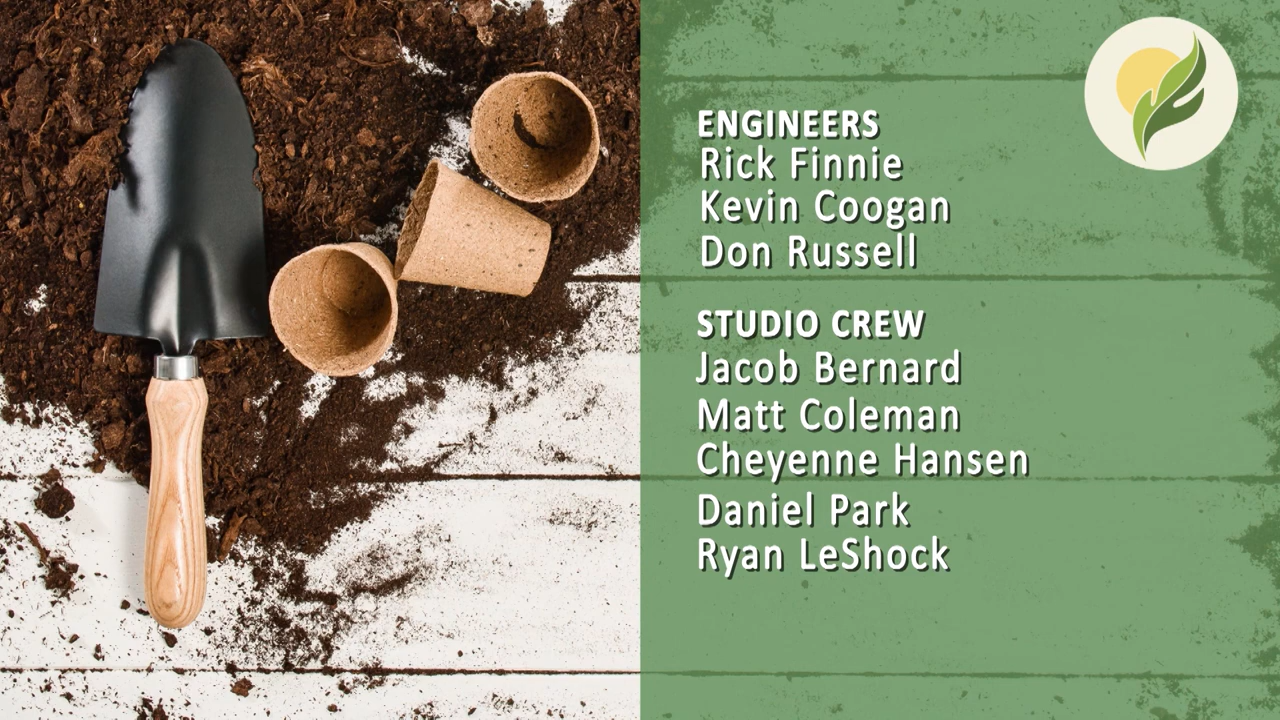 ENGINEERS
Rick Finnie
Kevin Coogan
Don Russell
STUDIO CREW
Jacob Bernard
Matt Coleman
Cheyenne Hansen
Daniel Park
Ryan LeShock